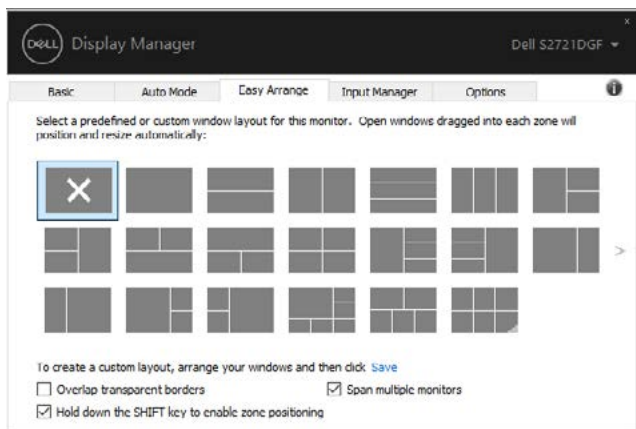 DELL Display Manager
Dell S2721DGF
Basic Auto Mode Easy Arrange Input Manager Options
Select a predefined or custom window layout for this monitor. Open windows dragged into each zone will
position and resize automatically:
To create a custom layout, arrange your windows and then click Save
Overlap transparent borders
Span multiple monitors
Hold down the SHIFT key to enable zone positioning